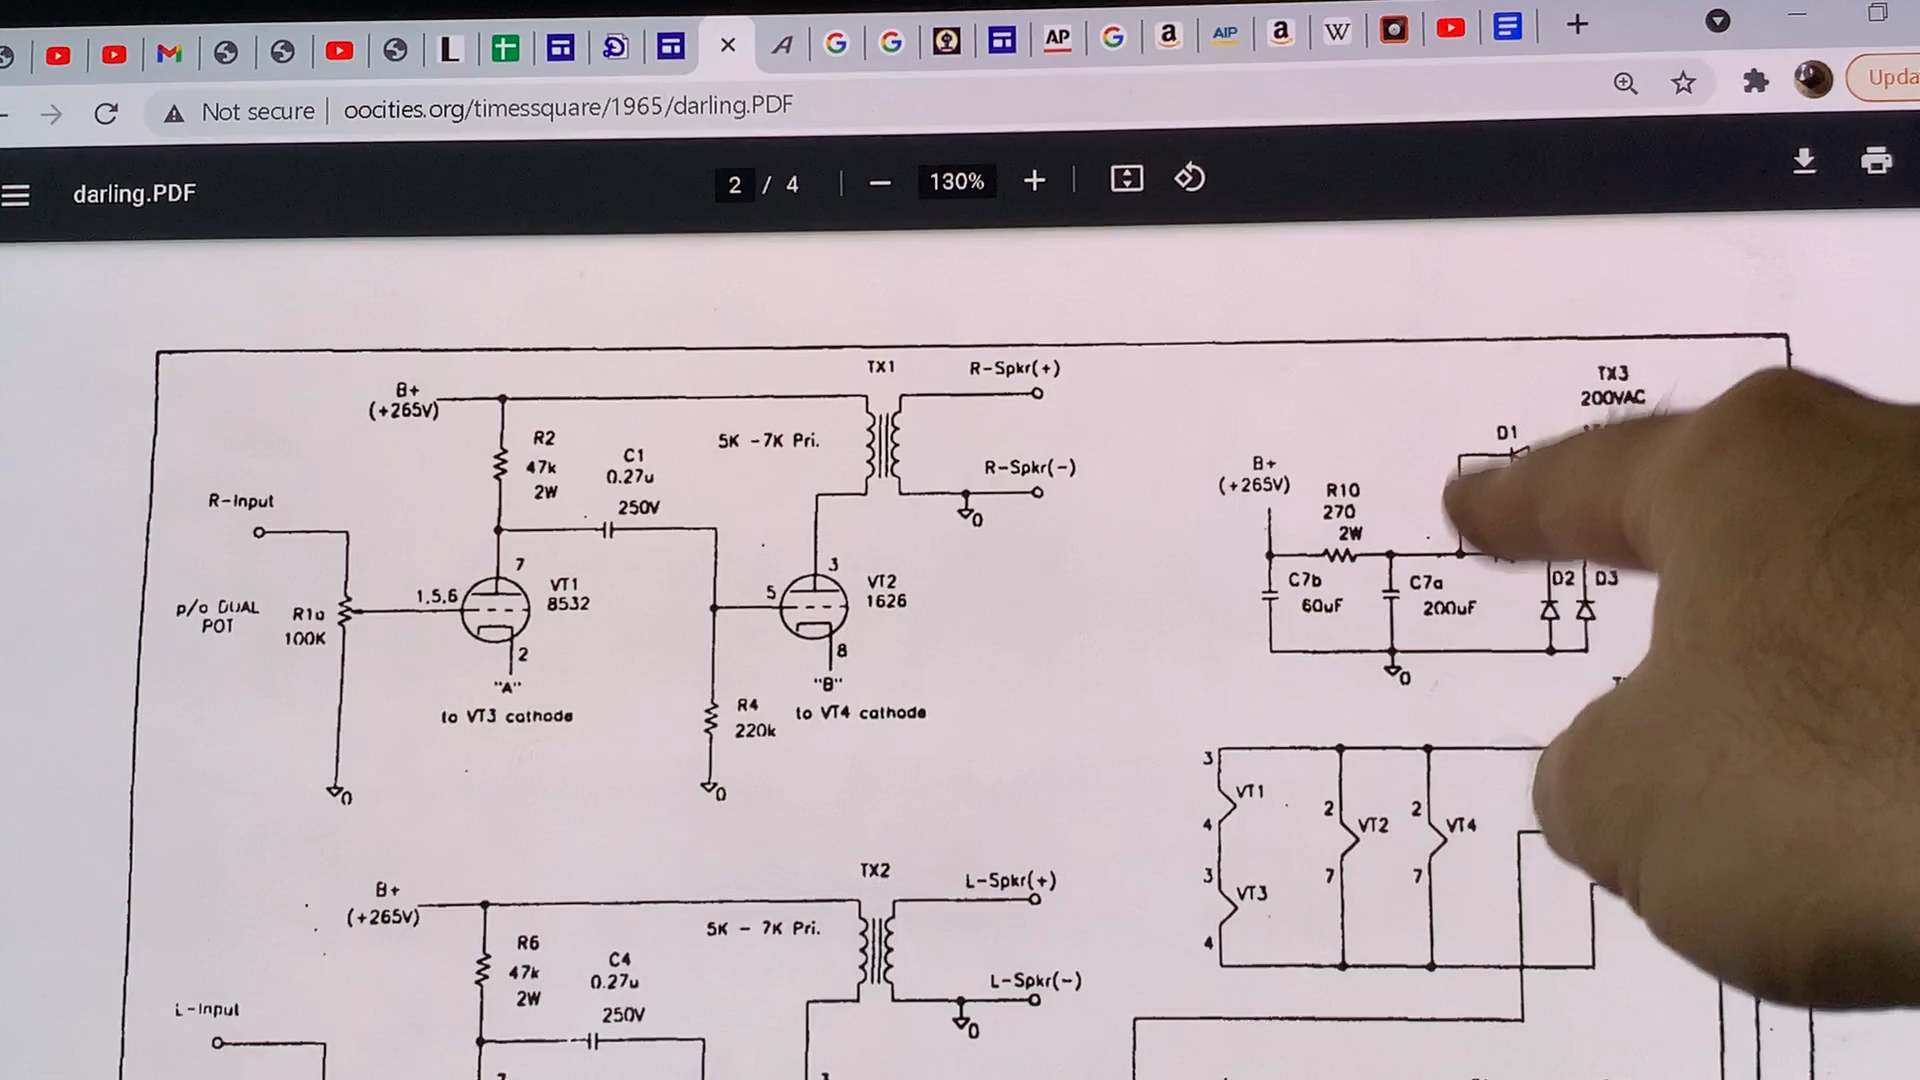 L
A
AP
a
AIP
a
W
Upda
Not secure | oocities.org/timessquare/1965/darling.PDF
darling.PDF
2 / 4
130%
TX1
R-Spkr(+)
TX3
200VAC
B+
(+265V)
R2
47k
2W
5K -7K Pri.
C1
0.27u
250V
R-Spkr(-)
0
D1
B+
(+265V)
R10
270
2W
R-Input
7
3
VT1
8532
1,5,6
5
VT2
1626
C7b
60uF
C7a
200uF
D2
D3
p/o DUAL
POT
R1a
100K
2
8
"A"
"B"
to VT3 cathode
to VT4 cathode
0
R4
220k
0
0
3
VT1
4
2
VT2
2
VT4
3
VT3
7
7
4
TX2
L-Spkr(+)
B+
(+265V)
5K - 7K Pri.
R6
47k
2W
C4
0.27u
250V
L-Spkr(-)
0
L-Input